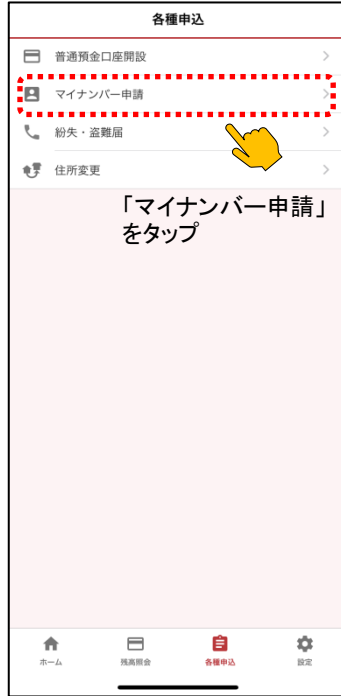 各種申込
普通預金口座開設
マイナンバー申請
紛失・盗難届
住所変更
「マイナンバー申請」
をタップ
ホーム
残高照会
各種申込
設定